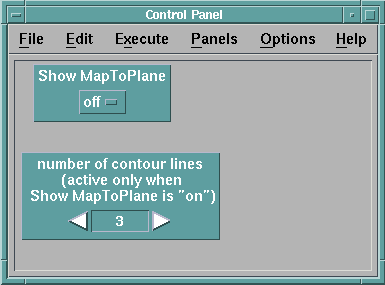 Control Panel
File Edit Execute Panels Options Help
Show MapToPlane
off
number of contour lines
(active only when
Show MapToPlane is "on")
3